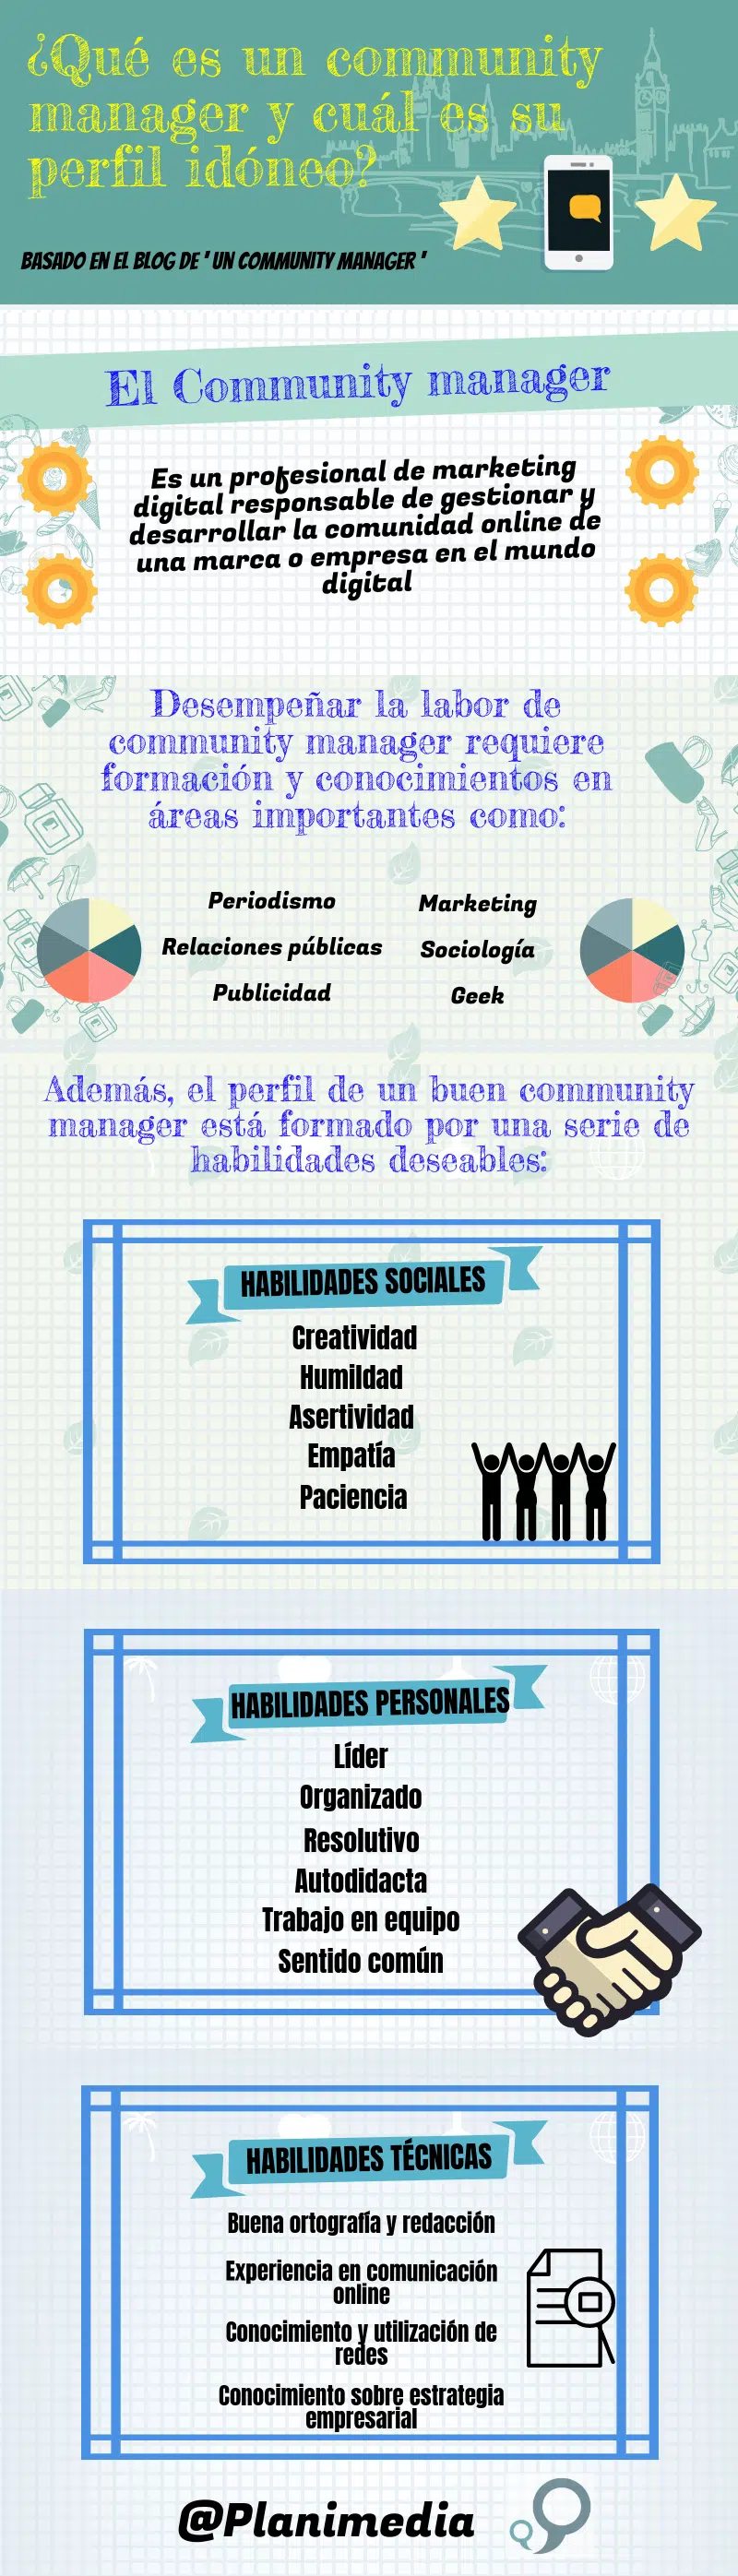 ¿Qué es un community
manager y cuál es su
perfil idóneo?
BASADO EN EL BLOG DE ' UN COMMUNITY MANAGER '
El Community manager
Es un profesional de marketing
digital responsable de gestionar y
desarrollar la comunidad online de
una marca o empresa en el mundo
digital
Desempeñar la labor de
community manager requiere
formación y conocimientos en
áreas importantes como:
Periodismo
Relaciones públicas
Publicidad
Marketing
Sociología
Geek
Además, el perfil de un buen community
manager está formado por una serie de
habilidades deseables:
HABILIDADES SOCIALES
Creatividad
Humildad
Asertividad
Empatía
Paciencia
HABILIDADES PERSONALES
Líder
Organizado
Resolutivo
Autodidacta
Trabajo en equipo
Sentido común
HABILIDADES TÉCNICAS
Buena ortografía y redacción
Experiencia en comunicación
online
Conocimiento y utilización de
redes
Conocimiento sobre estrategia
empresarial
@Planimedia